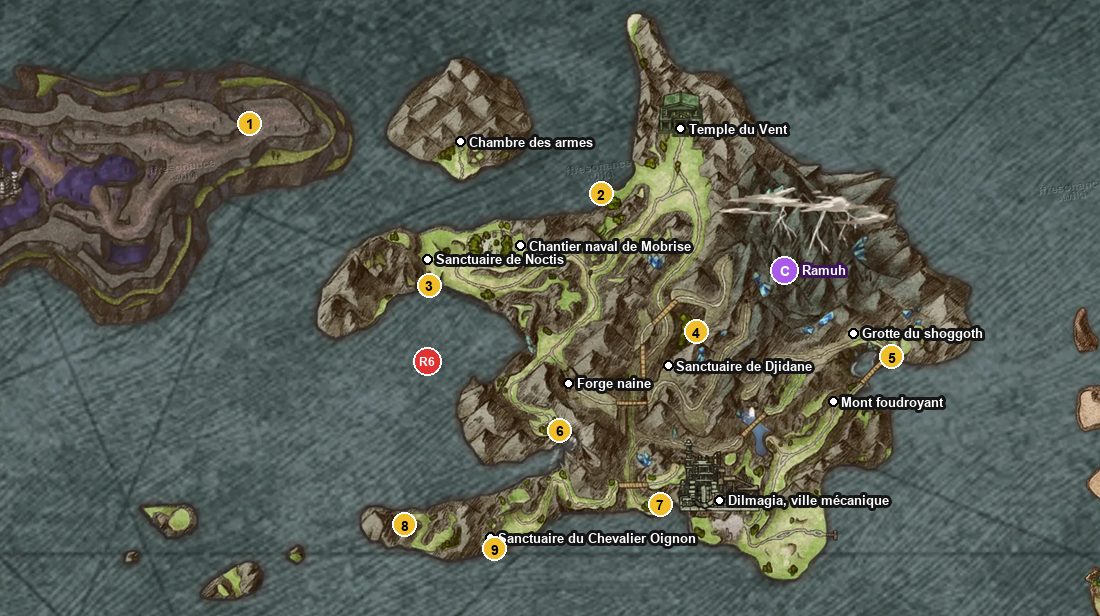 1
Chambre des armes
Temple du Vent
2
Chantier naval de Mobrise
Sanctuaire de Noctis
3
C
Ramuh
4
Grotte du shoggoth
5
R6
Sanctuaire de Djidane
Forge naine
Mont foudroyant
6
Dilmagia, ville mécanique
7
8
Sanctuaire du Chevalier Oignon
9